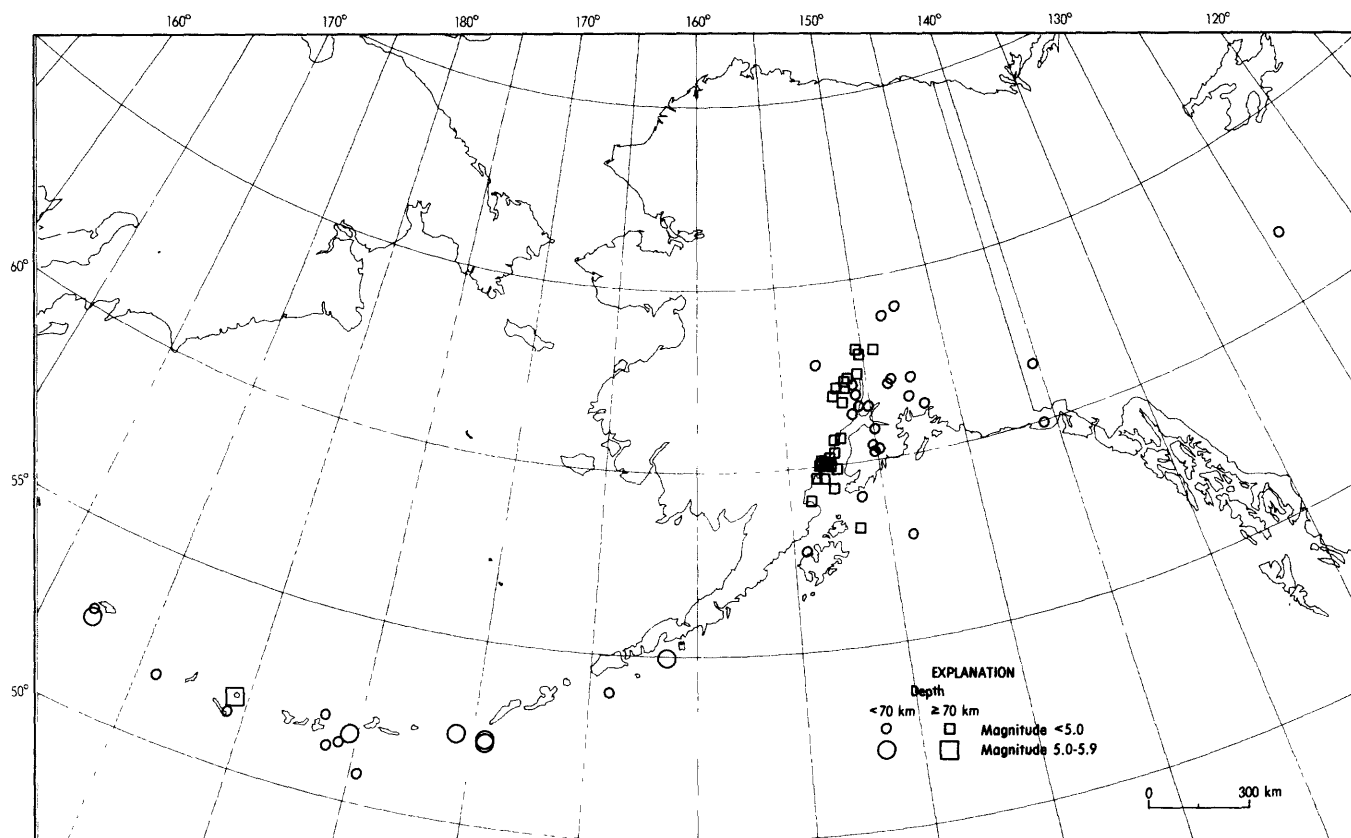 160° 170° 180° 170° 160° 150° 140° 130° 120°
60°
55°
50°
EXPLANATION
Depth
<70 km ≥70 km
Magnitude <5.0
Magnitude 5.0-5.9
0 300 km